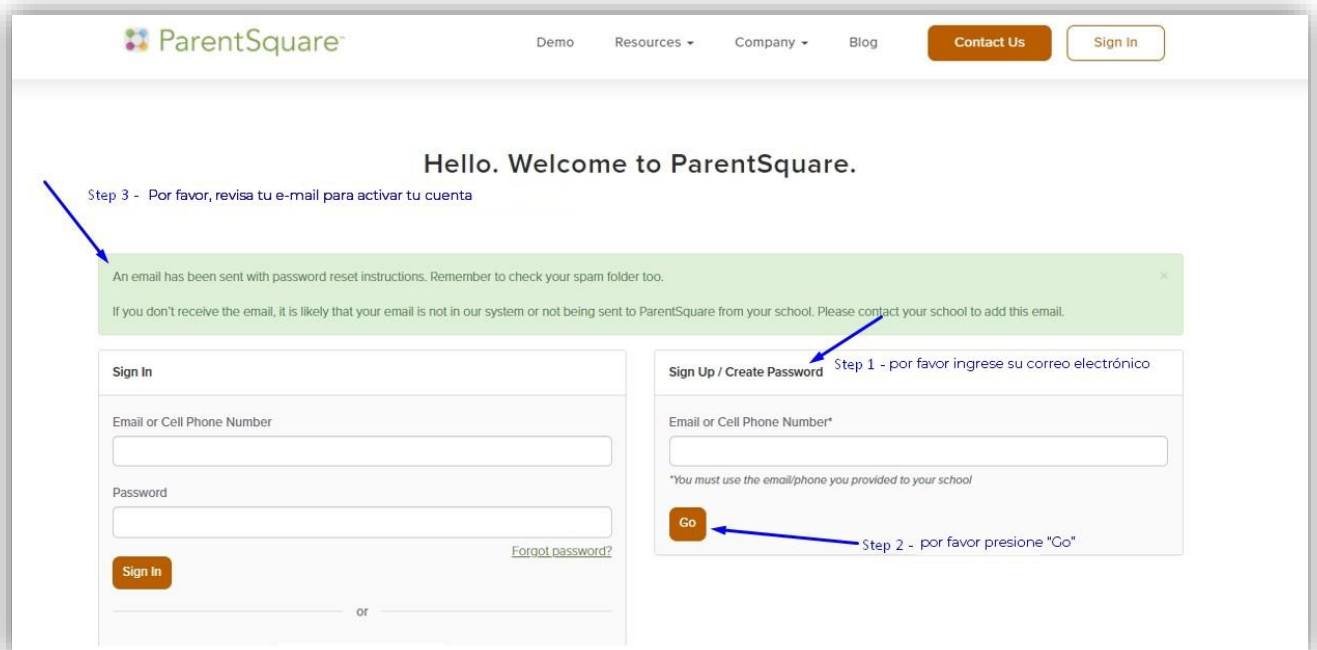 ParentSquare™
Demo Resources Company Blog Contact Us Sign In
Hello. Welcome to ParentSquare.
Step 3 - Por favor, revisa tu e-mail para activar tu cuenta
An email has been sent with password reset instructions. Remember to check your spam folder too. ×
If you don't receive the email, it is likely that your email is not in our system or not being sent to ParentSquare from your school. Please contact your school to add this email.
Sign In
Email or Cell Phone Number
Password
Forgot password?
Sign In
or
Sign Up / Create Password
Step 1 - por favor ingrese su correo electrónico
Email or Cell Phone Number*
*You must use the email/phone you provided to your school
Go
Step 2 - por favor presione "Go"